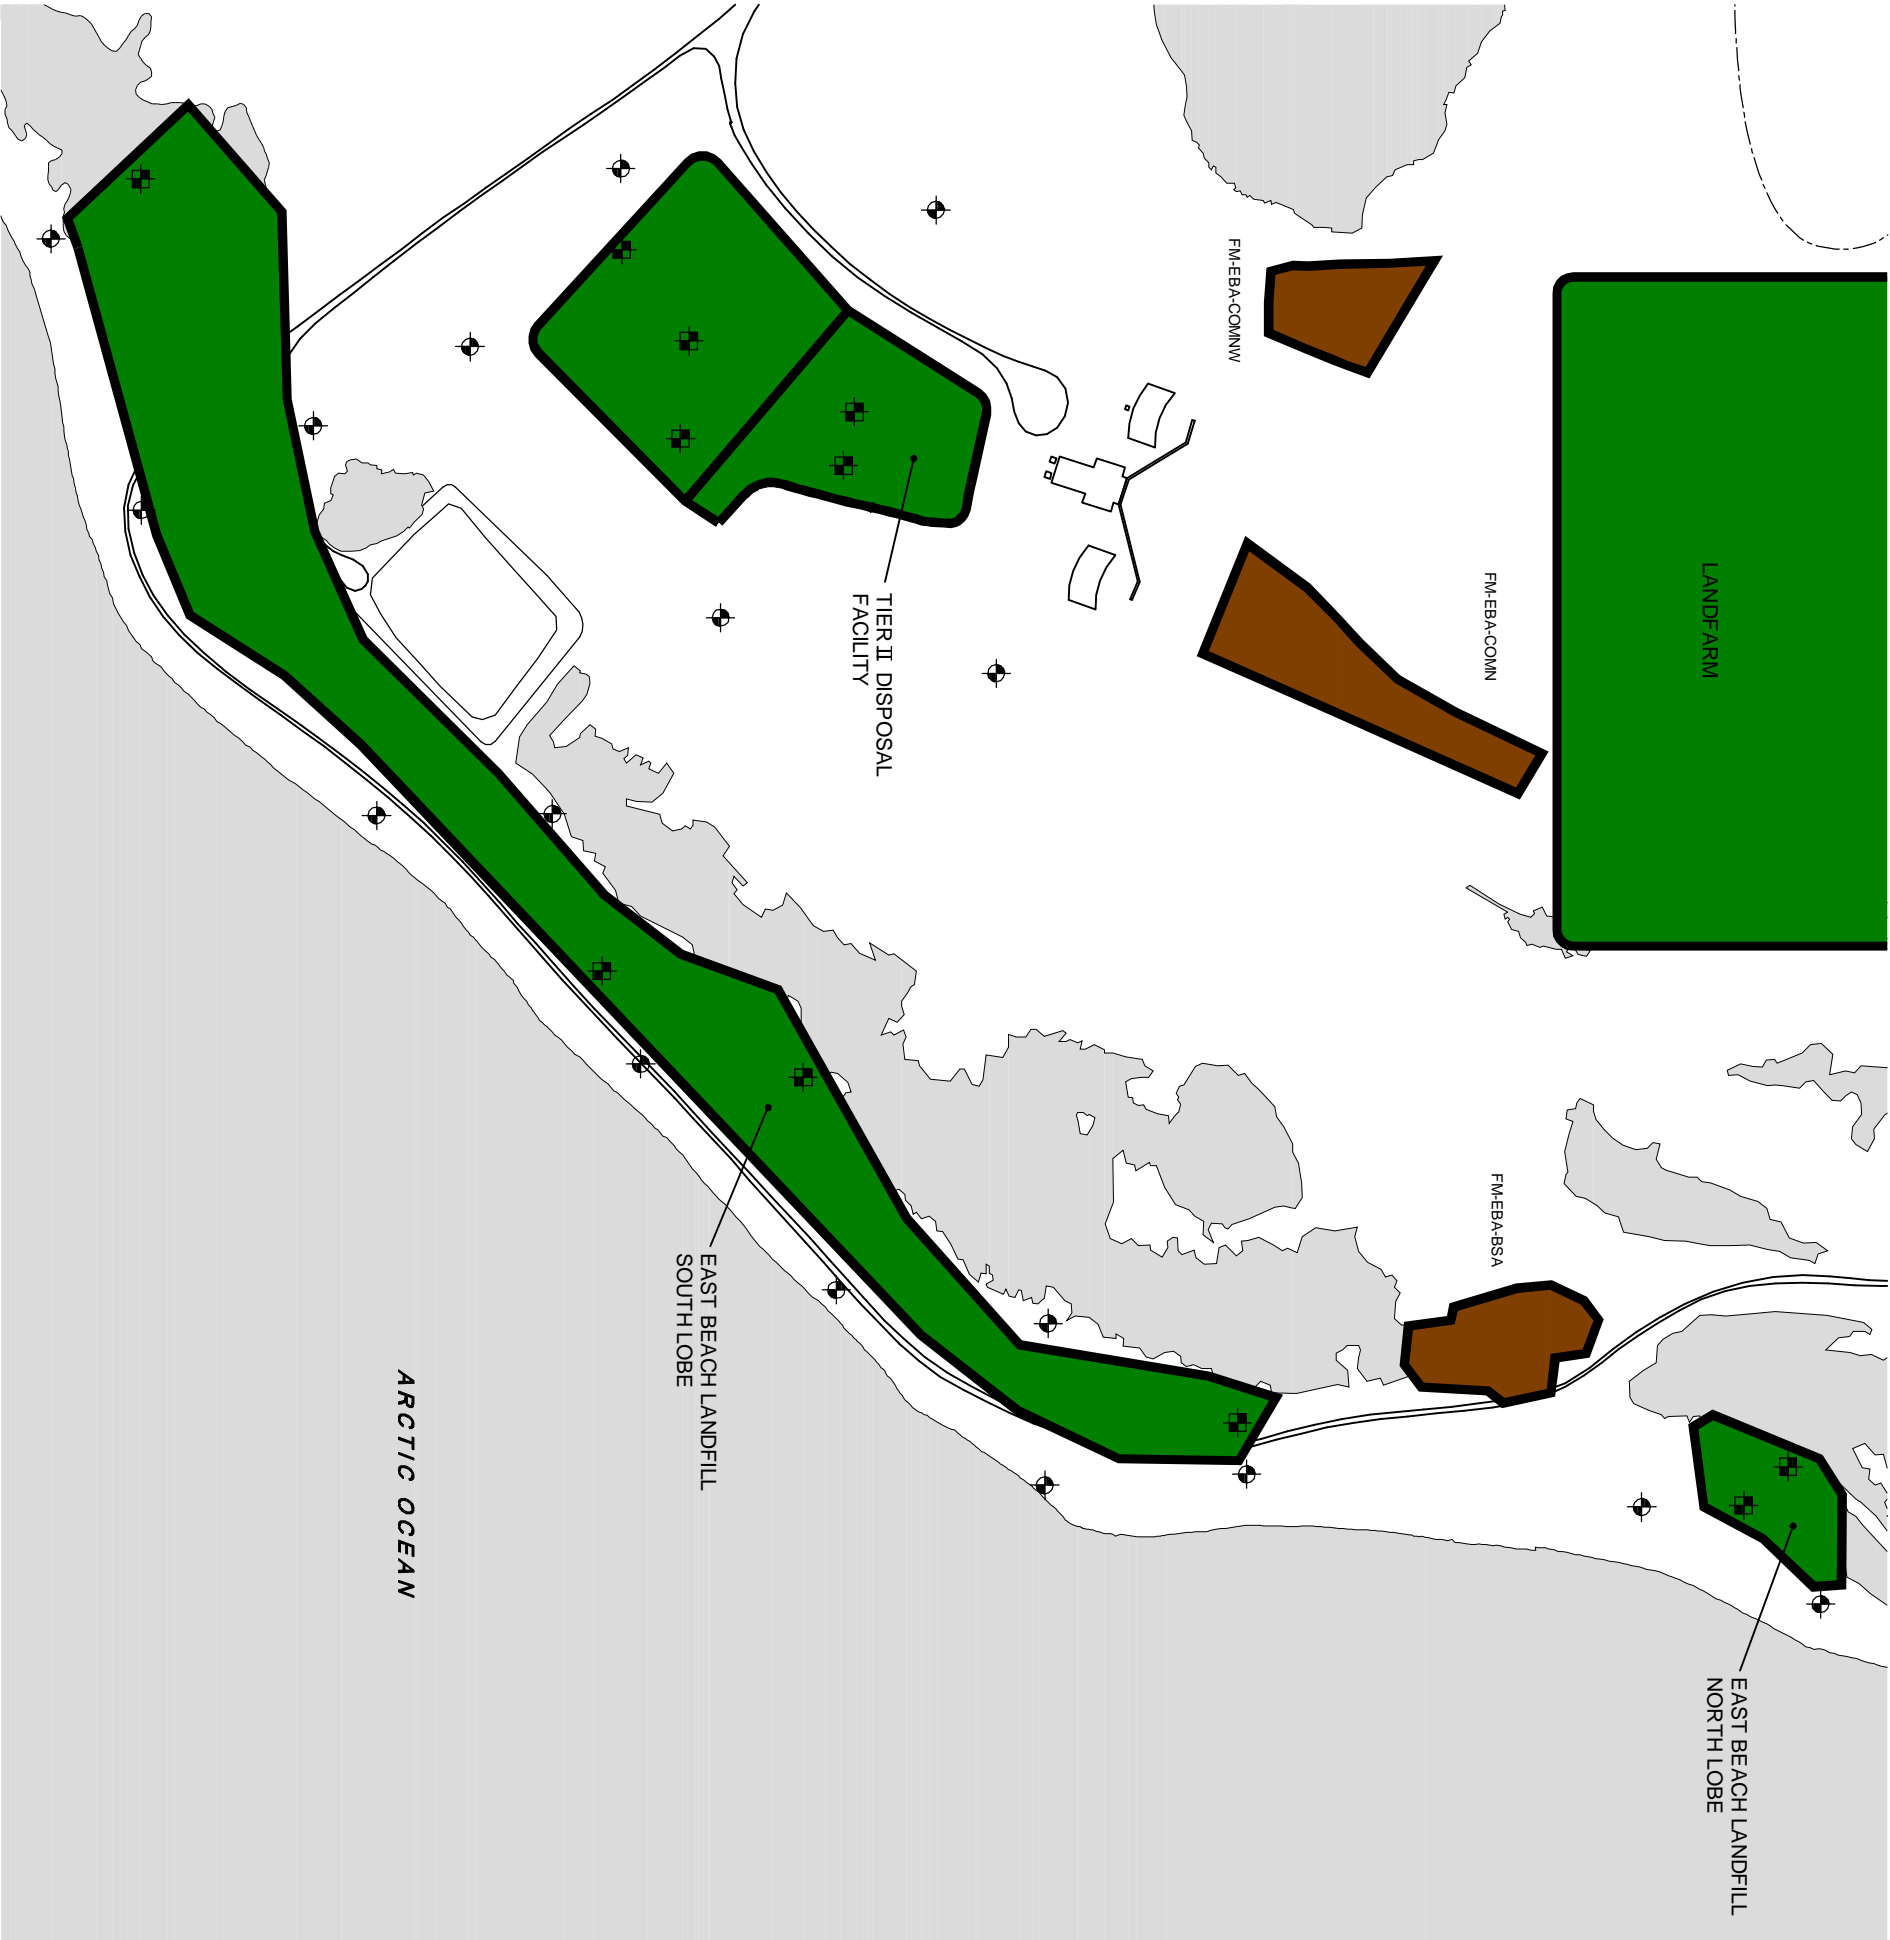 LANDFARM
FM-EBA-COMN
FM-EBA-COMNW
TIER II DISPOSAL
FACILITY
FM-EBA-BSA
EAST BEACH LANDFILL
NORTH LOBE
EAST BEACH LANDFILL
SOUTH LOBE
ARCTIC OCEAN